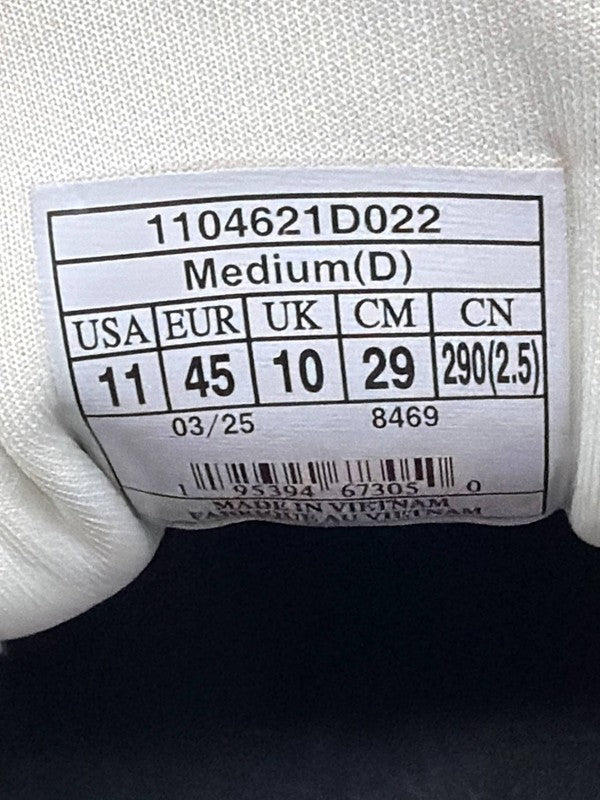 1104621D022
Medium(D)
USA EUR UK CM CN
11 45 10 29 290(2.5)
03/25 8469
1 95394 67305 0
MADE IN VIETNAM
FABRIQUÉ AU VIETNAM